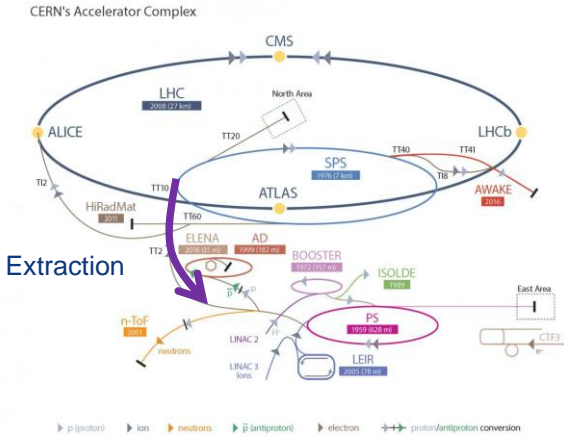 CERN's Accelerator Complex
CMS
LHC
2008 (27 km)
North Area
ALICE
LHCb
TT20
TT40
TT41
SPS
1976 (7 km)
TI2
TT10
TI8
ATLAS
AWAKE
2016
HiRadMat
2011
TT60
ELENA
2016 (31 m)
AD
1999 (182 m)
TT2
BOOSTER
1972 (157 m)
ISOLDE
1989
Extraction
p̄
p
East Area
n-ToF
2001
PS
1959 (628 m)
LINAC 2
H⁻
neutrons
CTF3
e-
LINAC 3
Ions
LEIR
2005 (78 m)
p (proton)
ion
neutrons
p̄ (antiproton)
electron
proton/antiproton conversion